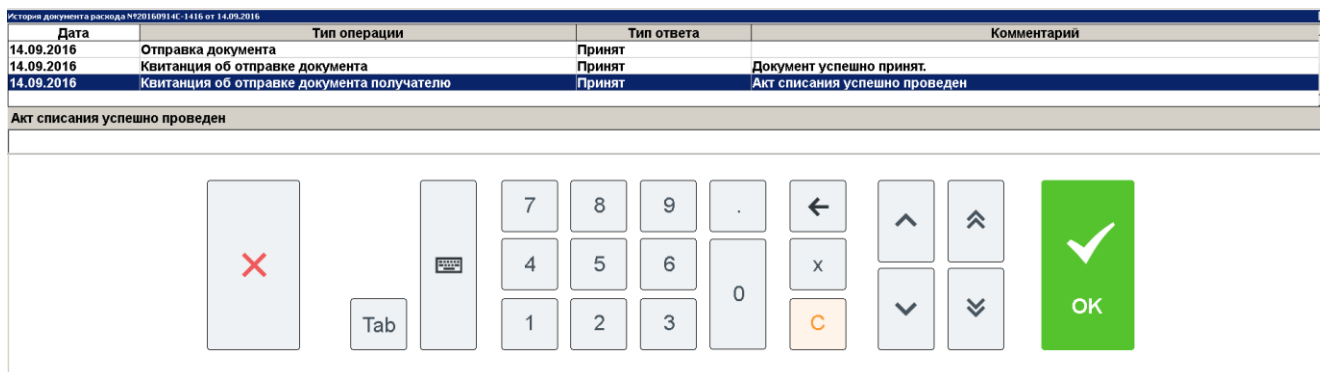 История документа расхода №20160914С-1416 от 14.09.2016
Дата Тип операции Тип ответа Комментарий
14.09.2016 Отправка документа Принят
14.09.2016 Квитанция об отправке документа Принят Документ успешно принят.
14.09.2016 Квитанция об отправке документа получателю Принят Акт списания успешно проведен
Акт списания успешно проведен
7 8 9 .
4 5 6 x
0
Tab 1 2 3 C OK